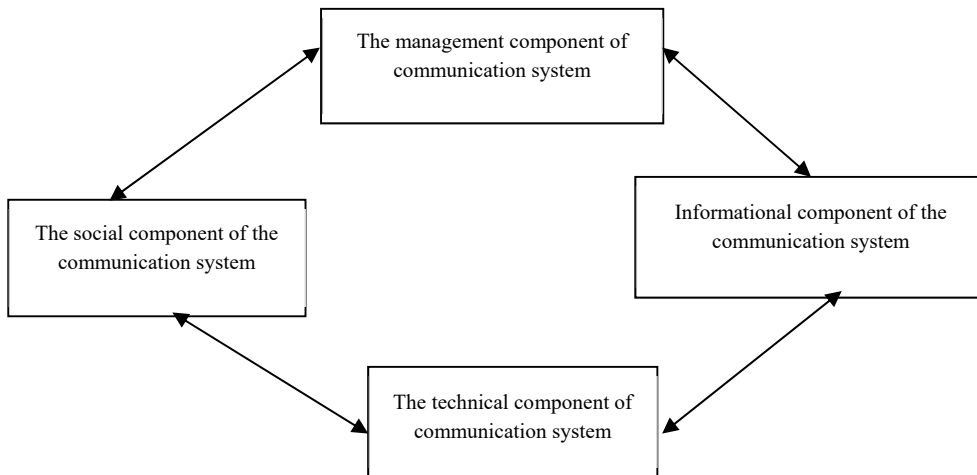 The management component of
communication system
The social component of the
communication system
Informational component of the
communication system
The technical component of
communication system